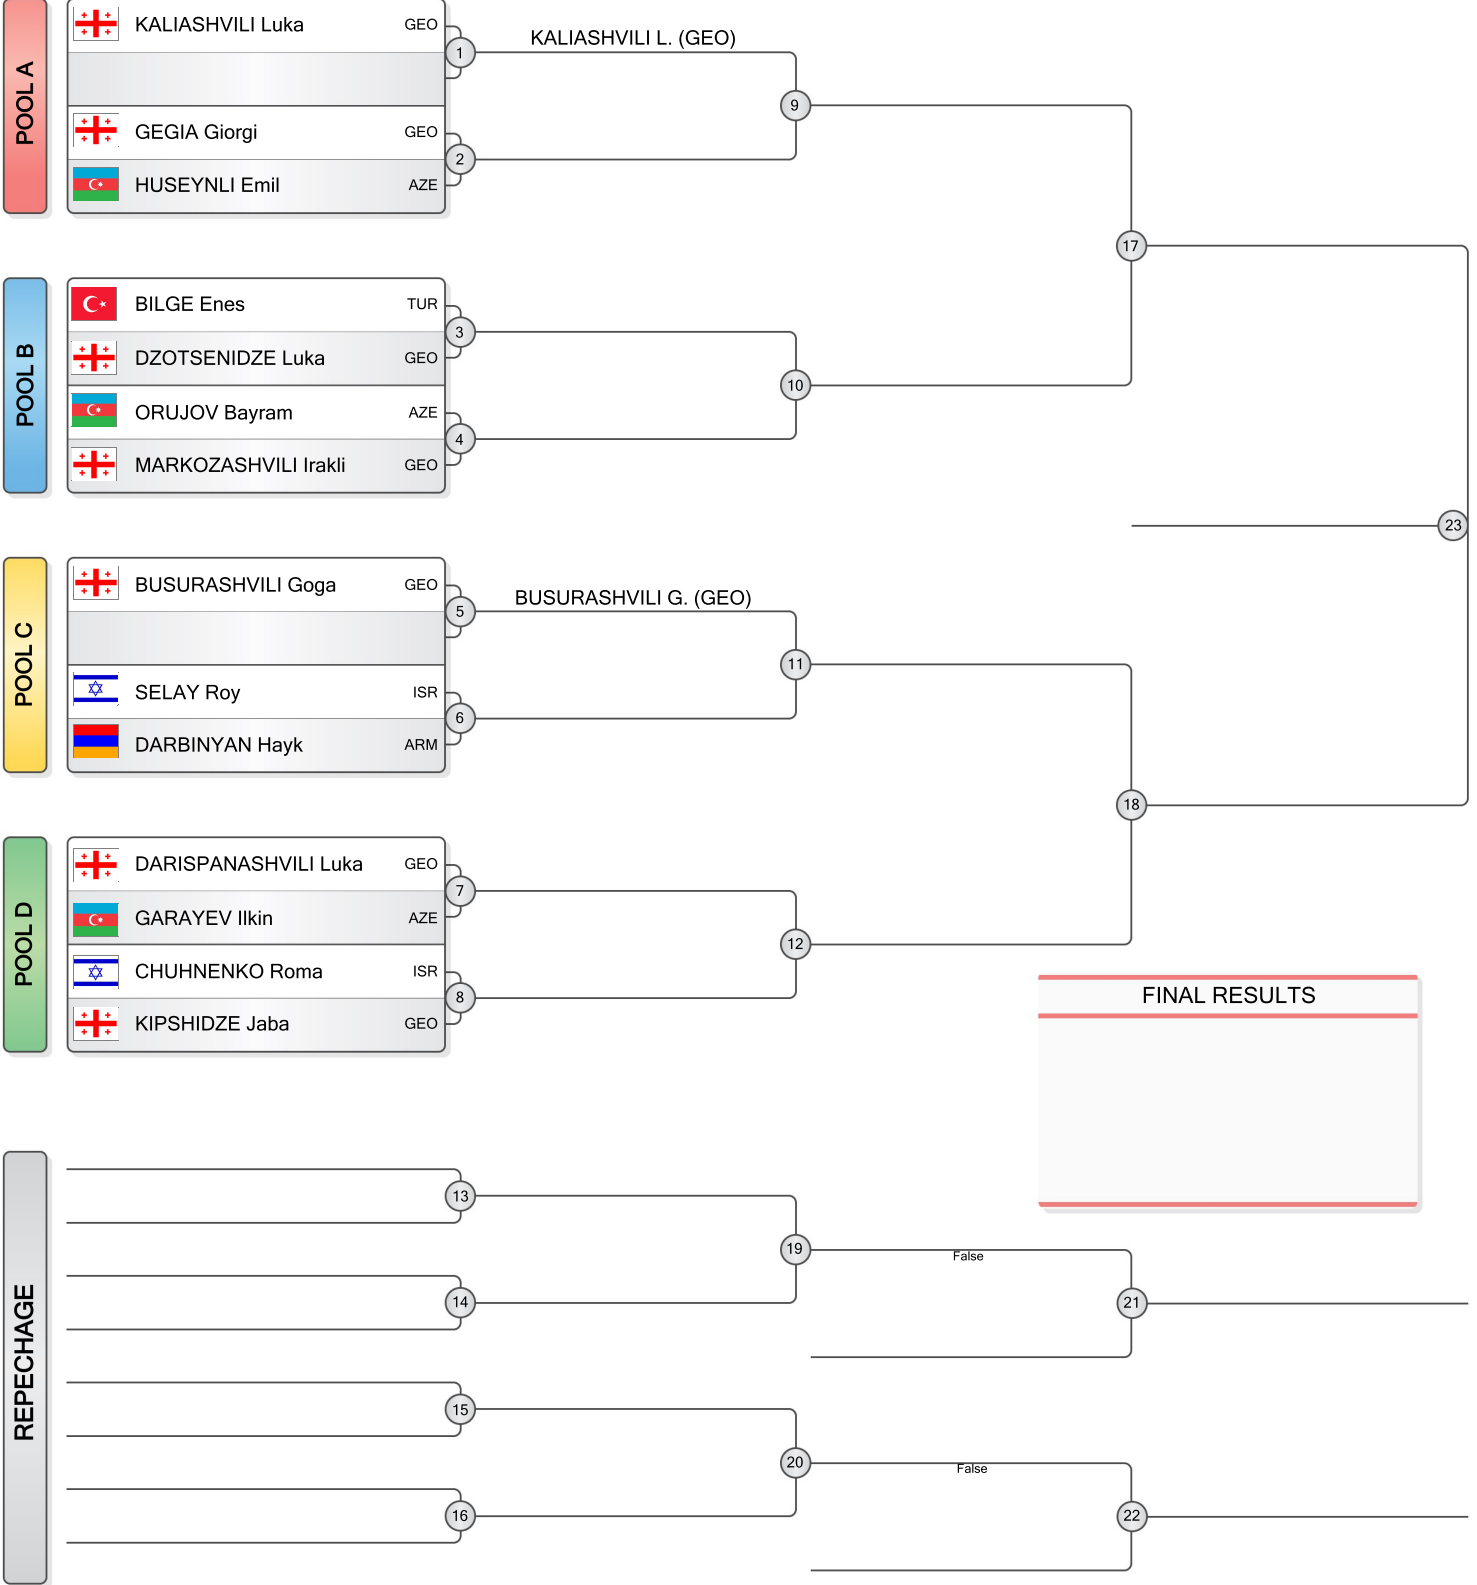 POOL A
KALIASHVILI Luka GEO
1
KALIASHVILI L. (GEO)
GEGIA Giorgi GEO
2
HUSEYNLI Emil AZE
9
17
POOL B
BILGE Enes TUR
3
DZOTSENIDZE Luka GEO
10
ORUJOV Bayram AZE
4
MARKOZASHVILI Irakli GEO
23
POOL C
BUSURASHVILI Goga GEO
5
BUSURASHVILI G. (GEO)
11
SELAY Roy ISR
6
DARBINYAN Hayk ARM
18
POOL D
DARISPANASHVILI Luka GEO
7
GARAYEV Ilkin AZE
12
CHUHNENKO Roma ISR
8
KIPSHIDZE Jaba GEO
FINAL RESULTS
REPECHAGE
13
19
False
14
21
15
20
False
16
22